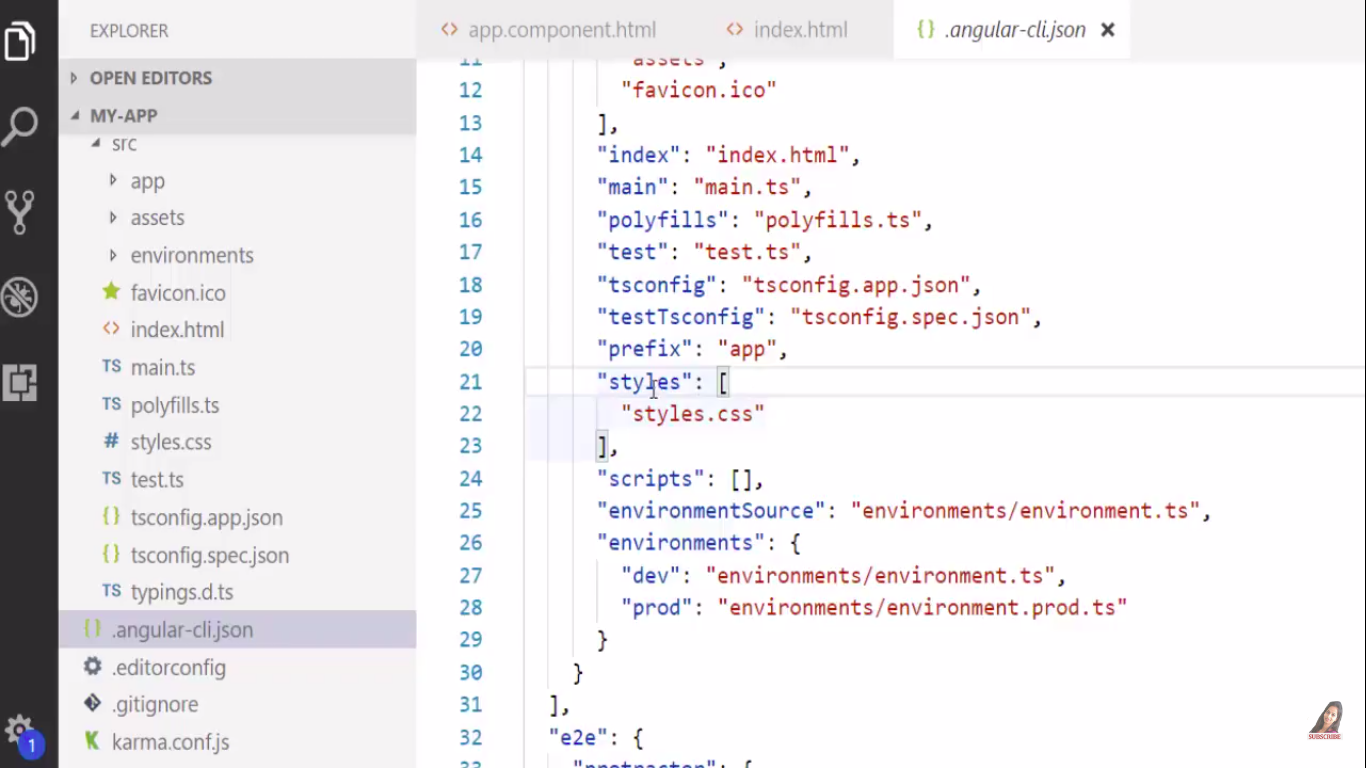 EXPLORER
OPEN EDITORS
MY-APP
src
app
assets
environments
favicon.ico
index.html
main.ts
polyfills.ts
styles.css
test.ts
tsconfig.app.json
tsconfig.spec.json
typings.d.ts
.angular-cli.json
.editorconfig
.gitignore
karma.conf.js
1
app.component.html
index.html
.angular-cli.json
11 "assets",
12 "favicon.ico"
13 ],
14 "index": "index.html",
15 "main": "main.ts",
16 "polyfills": "polyfills.ts",
17 "test": "test.ts",
18 "tsconfig": "tsconfig.app.json",
19 "testTsconfig": "tsconfig.spec.json",
20 "prefix": "app",
21 "styles": [
22 "styles.css"
23 ],
24 "scripts": [],
25 "environmentSource": "environments/environment.ts",
26 "environments": {
27 "dev": "environments/environment.ts",
28 "prod": "environments/environment.prod.ts"
29 }
30 }
31 ],
32 "e2e": {
33 "protractor": {
SUBSCRIBE